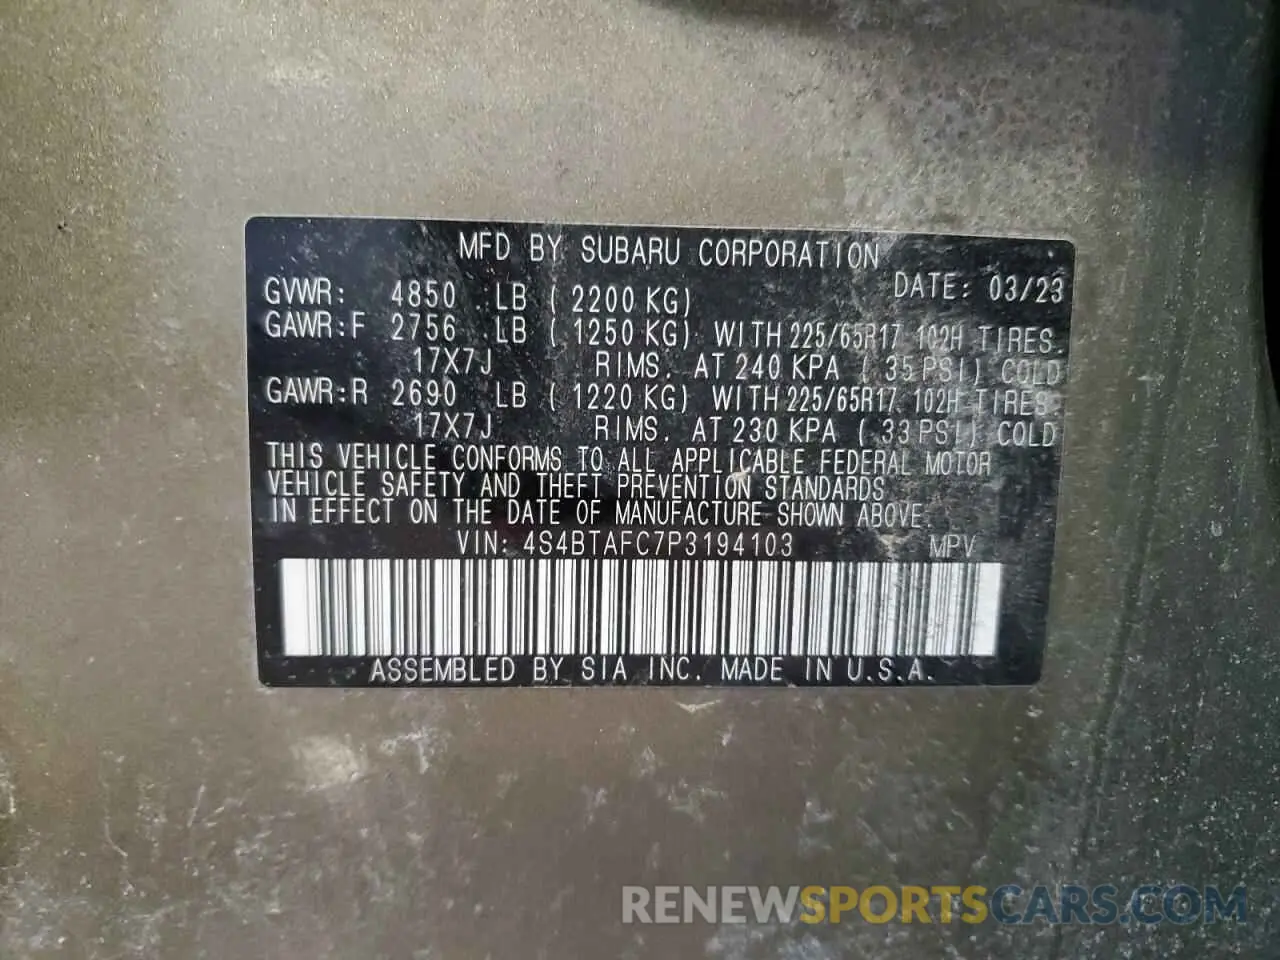 MFD BY SUBARU CORPORATION
DATE: 03/23
GVWR: 4850 LB ( 2200 KG)
GAWR:F 2756 LB ( 1250 KG) WITH 225/65R17 102H TIRES.
17X7J RIMS. AT 240 KPA ( 35 PSI) COLD
GAWR:R 2690 LB ( 1220 KG) WITH 225/65R17 102H TIRES.
17X7J RIMS. AT 230 KPA ( 33 PSI) COLD
THIS VEHICLE CONFORMS TO ALL APPLICABLE FEDERAL MOTOR
VEHICLE SAFETY AND THEFT PREVENTION STANDARDS
IN EFFECT ON THE DATE OF MANUFACTURE SHOWN ABOVE.
VIN: 4S4BTAFC7P3194103 MPV
ASSEMBLED BY SIA INC. MADE IN U.S.A.
RENEWSPORTSCARS.COM